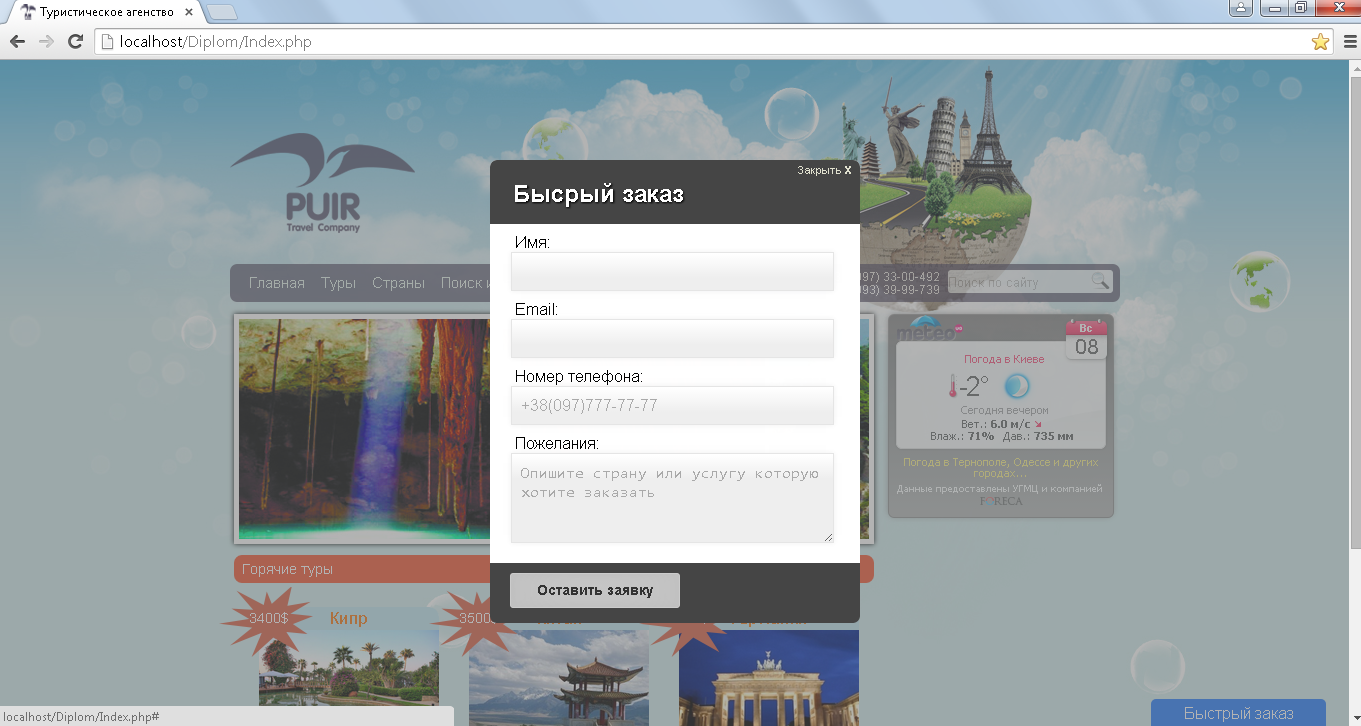 Туристическое агенство
localhost/Diplom/Index.php
PUIR
Travel Company
Закрыть X
Бысрый заказ
Имя:
Email:
Номер телефона:
+38(097)777-77-77
Пожелания:
Опишите страну или услугу которую
хотите заказать
Оставить заявку
Главная Туры Страны Поиск
97) 33-00-492
93) 39-99-739
Поиск по сайту
meteo
Вс
08
Погода в Киеве
-2°
Сегодня вечером
Вет.: 6.0 м/с
Влаж.: 71% Дав.: 735 мм
Погода в Тернополе, Одессе и других
городах...
Данные предоставлены УГМЦ и компанией
FORECA
Горячие туры
3400$ Кипр
3500
localhost/Diplom/Index.php#
Быстрый заказ